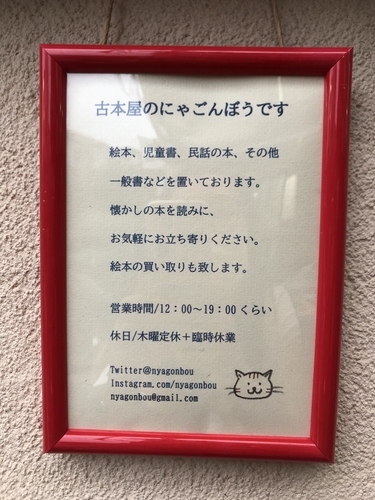 古本屋のにゃごんぼうです
絵本、児童書、民話の本、その他
一般書などを置いております。
懐かしの本を読みに、
お気軽にお立ち寄りください。
絵本の買い取りも致します。
営業時間/12：00～19：00くらい
休日/木曜定休＋臨時休業
Twitter@nyagonbou
Instagram.com/nyagonbou
nyagonbou@gmail.com